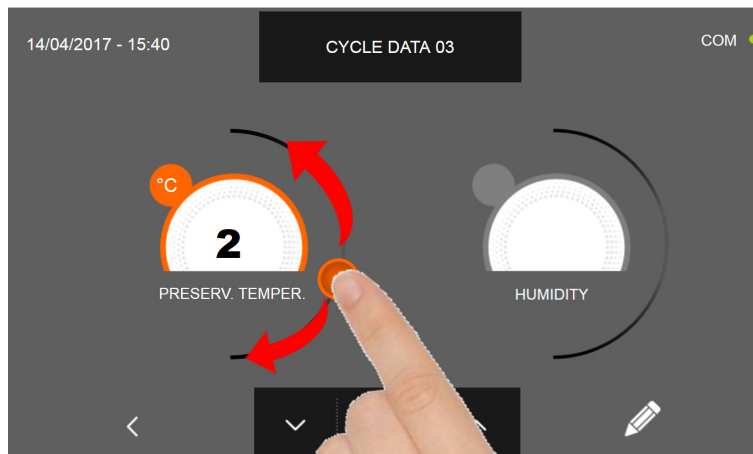 14/04/2017 - 15:40
CYCLE DATA 03
COM
°C
2
PRESERV. TEMPER.
HUMIDITY